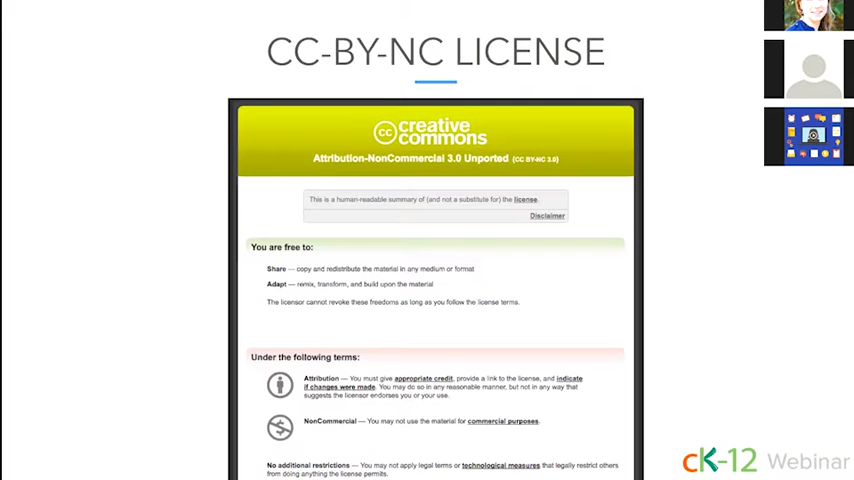 CC-BY-NC LICENSE
creative
commons
Attribution-NonCommercial 3.0 Unported (CC BY-NC 3.0)
This is a human-readable summary of (and not a substitute for) the license.
Disclaimer
You are free to:
Share — copy and redistribute the material in any medium or format
Adapt — remix, transform, and build upon the material
The licensor cannot revoke these freedoms as long as you follow the license terms.
Under the following terms:
Attribution — You must give appropriate credit, provide a link to the license, and indicate
if changes were made. You may do so in any reasonable manner, but not in any way that
suggests the licensor endorses you or your use.
NonCommercial — You may not use the material for commercial purposes.
No additional restrictions — You may not apply legal terms or technological measures that legally restrict others
from doing anything the license permits.
cK-12 Webinar